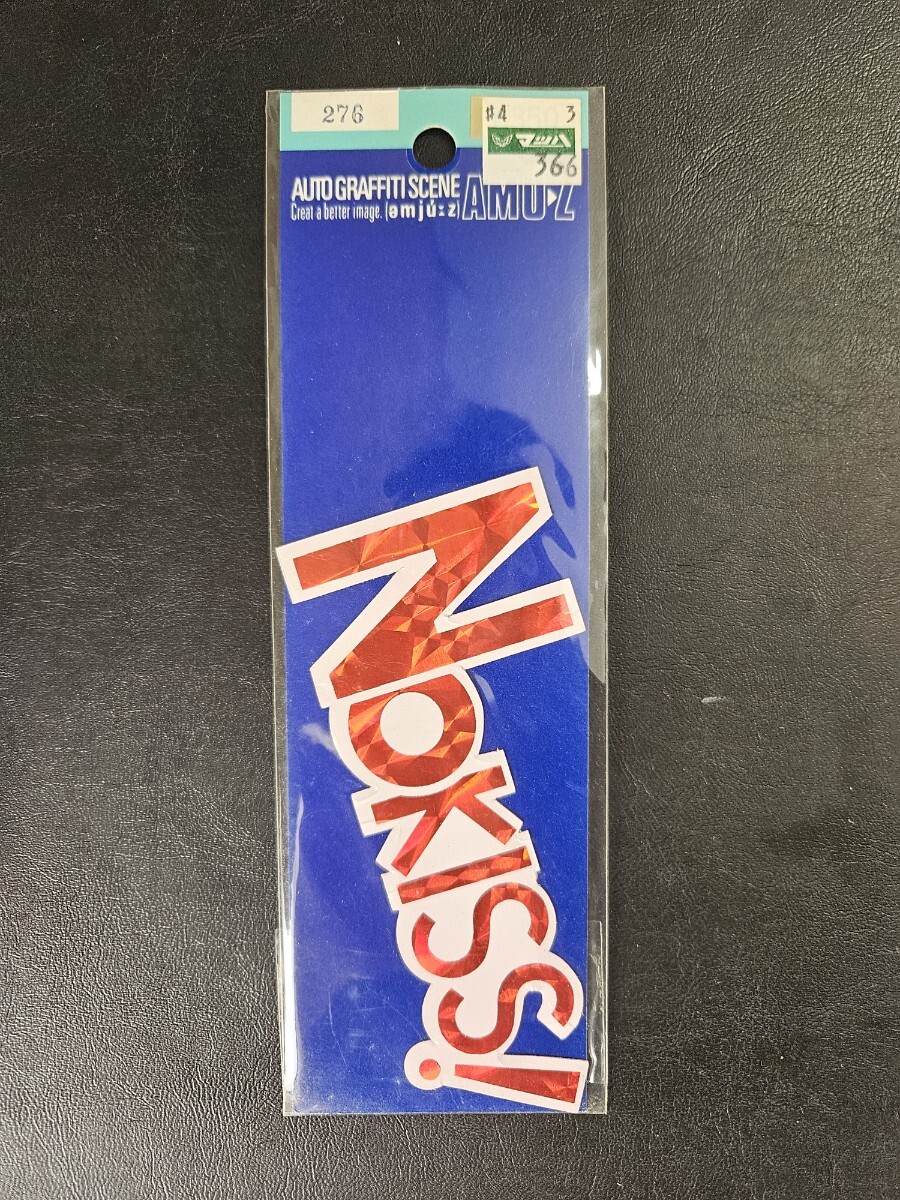 276
#4 3
366
AUTO GRAFFITI SCENE
Creat a better image. [əmjú:z] AMU▸Z
NOKISS!